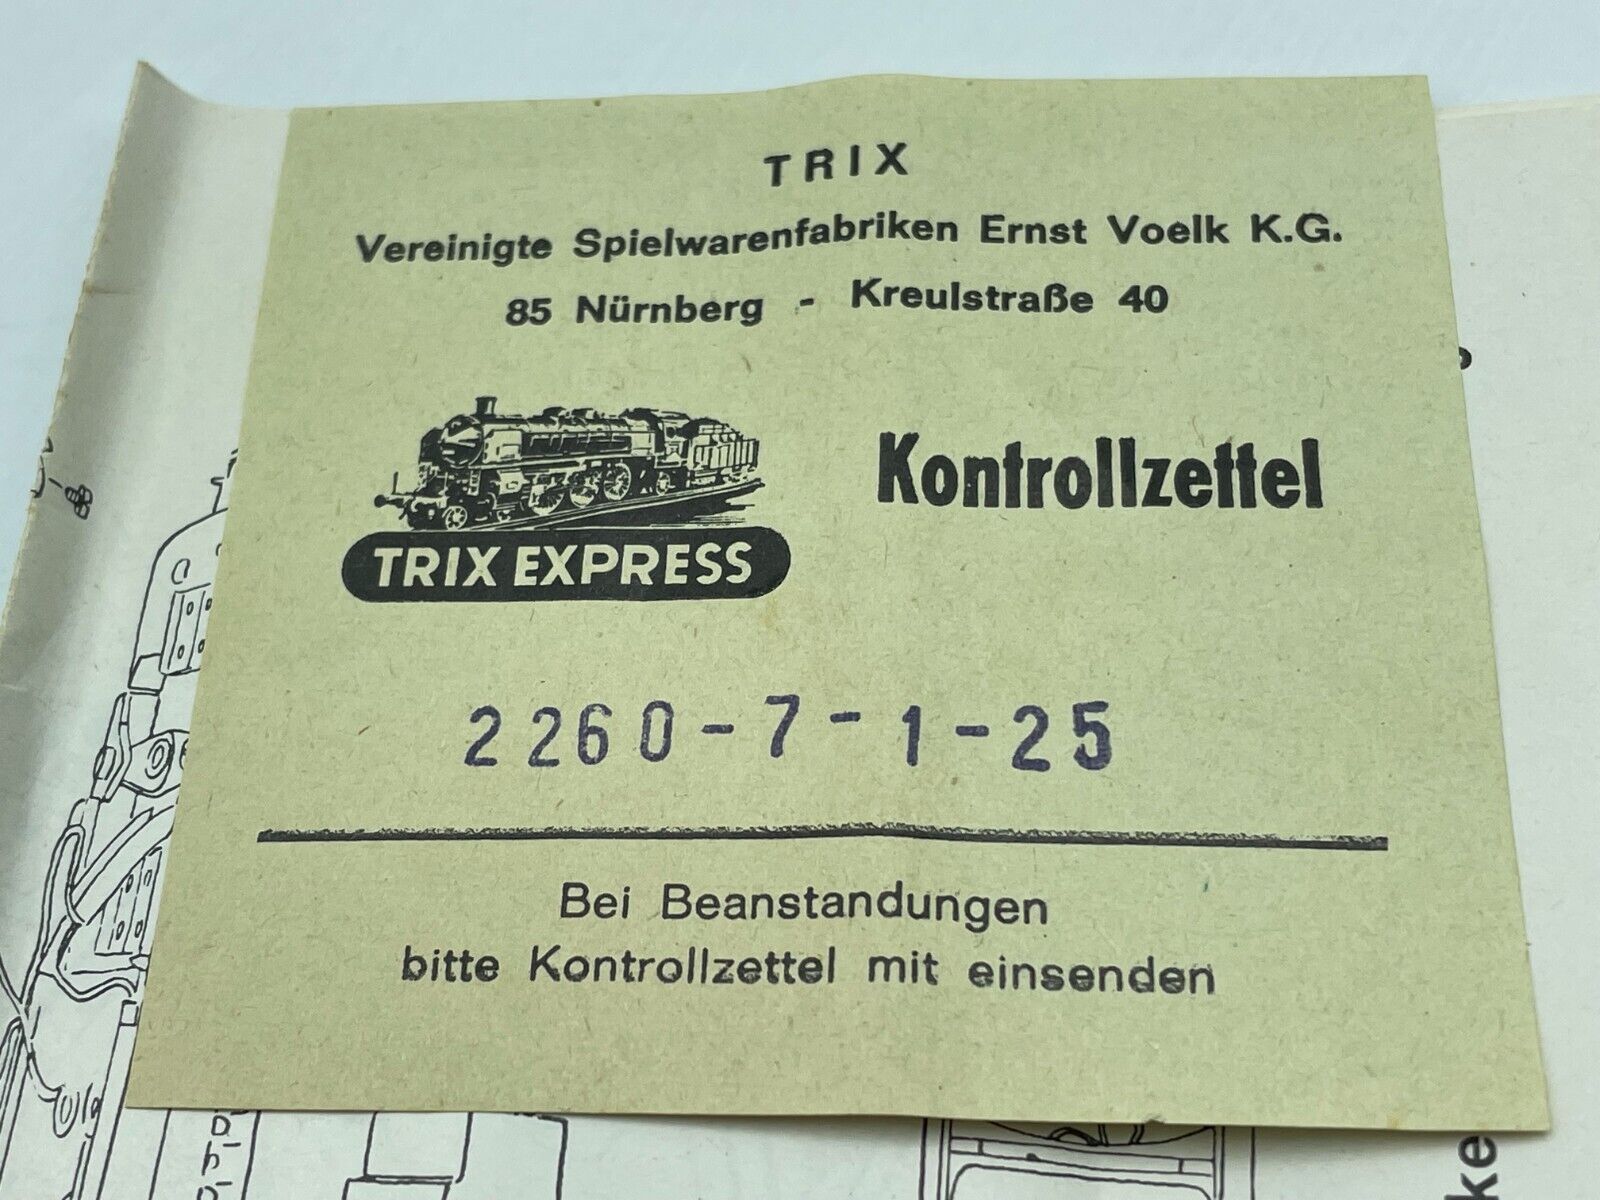 TRIX
Vereinigte Spielwarenfabriken Ernst Voelk K.G.
85 Nürnberg - Kreulstraße 40
TRIX EXPRESS
Kontrollzettel
2260-7-1-25
Bei Beanstandungen
bitte Kontrollzettel mit einsenden